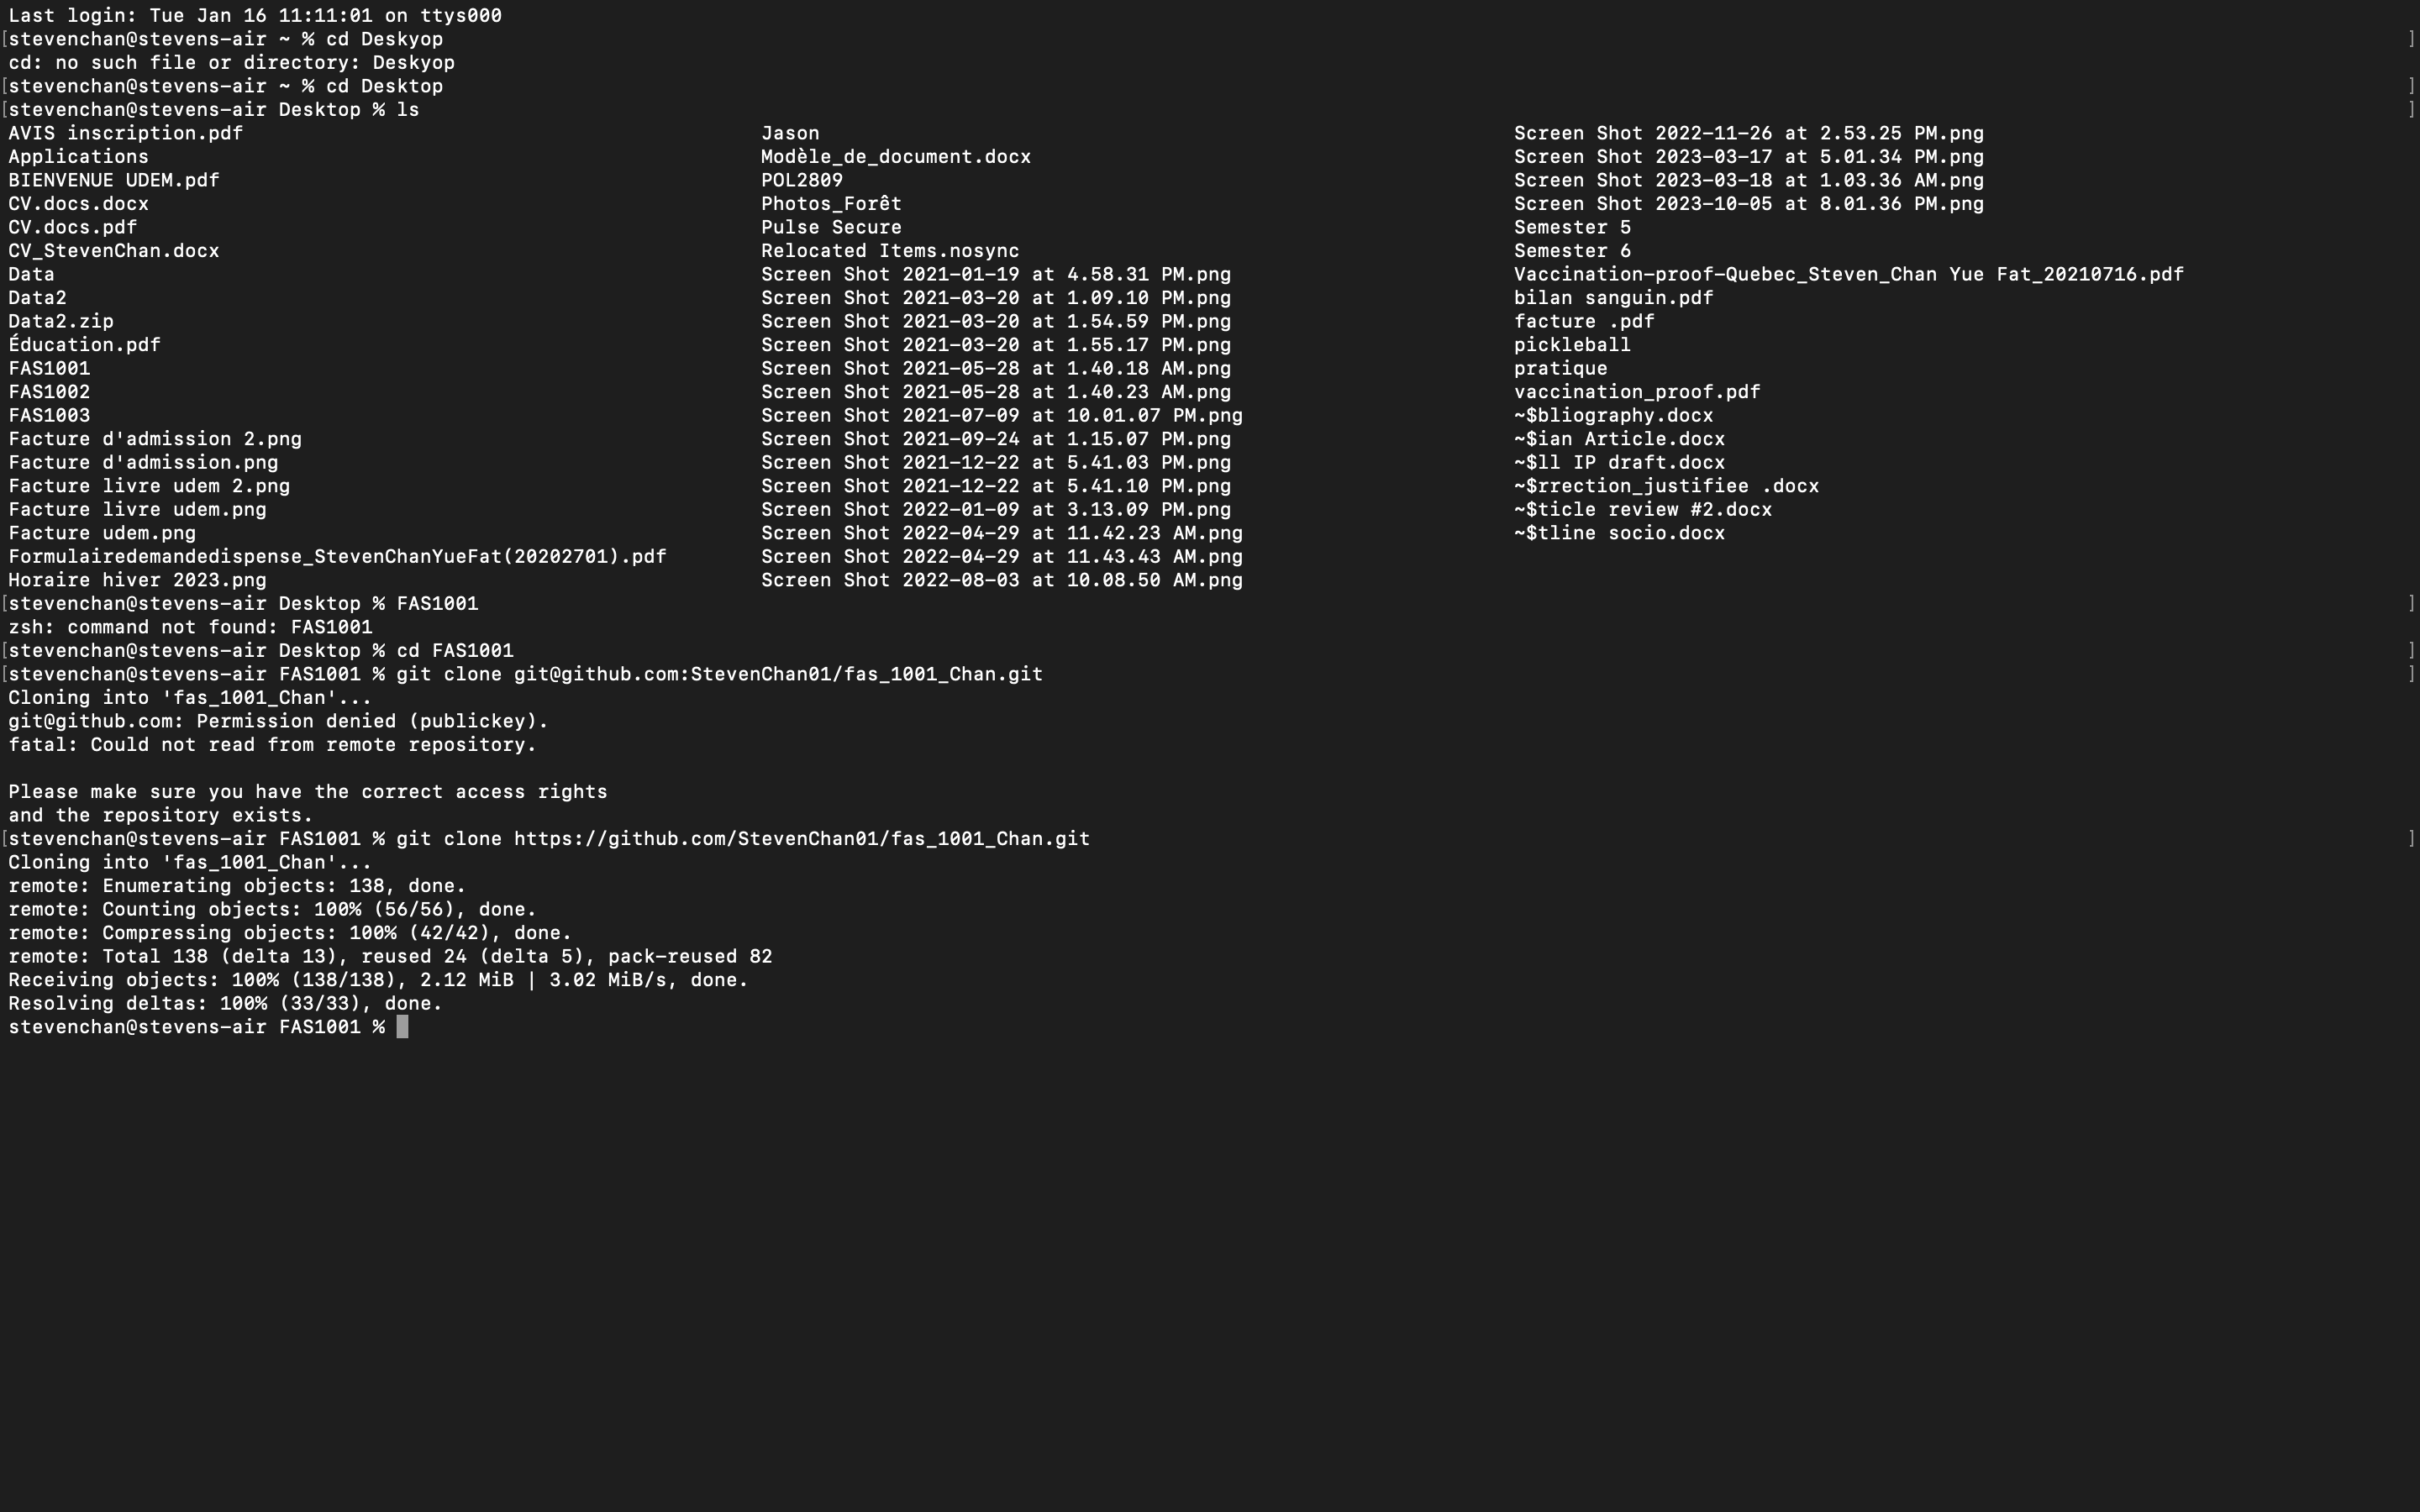 Last login: Tue Jan 16 11:11:01 on ttys000
[stevenchan@stevens-air ~ % cd Deskyop ]
cd: no such file or directory: Deskyop
[stevenchan@stevens-air ~ % cd Desktop ]
[stevenchan@stevens-air Desktop % ls ]
AVIS inscription.pdf Jason Screen Shot 2022-11-26 at 2.53.25 PM.png
Applications Modèle_de_document.docx Screen Shot 2023-03-17 at 5.01.34 PM.png
BIENVENUE UDEM.pdf POL2809 Screen Shot 2023-03-18 at 1.03.36 AM.png
CV.docs.docx Photos_Forêt Screen Shot 2023-10-05 at 8.01.36 PM.png
CV.docs.pdf Pulse Secure Semester 5
CV_StevenChan.docx Relocated Items.nosync Semester 6
Data Screen Shot 2021-01-19 at 4.58.31 PM.png Vaccination-proof-Quebec_Steven_Chan Yue Fat_20210716.pdf
Data2 Screen Shot 2021-03-20 at 1.09.10 PM.png bilan sanguin.pdf
Data2.zip Screen Shot 2021-03-20 at 1.54.59 PM.png facture .pdf
Éducation.pdf Screen Shot 2021-03-20 at 1.55.17 PM.png pickleball
FAS1001 Screen Shot 2021-05-28 at 1.40.18 AM.png pratique
FAS1002 Screen Shot 2021-05-28 at 1.40.23 AM.png vaccination_proof.pdf
FAS1003 Screen Shot 2021-07-09 at 10.01.07 PM.png ~$bliography.docx
Facture d'admission 2.png Screen Shot 2021-09-24 at 1.15.07 PM.png ~$ian Article.docx
Facture d'admission.png Screen Shot 2021-12-22 at 5.41.03 PM.png ~$ll IP draft.docx
Facture livre udem 2.png Screen Shot 2021-12-22 at 5.41.10 PM.png ~$rrection_justifiee .docx
Facture livre udem.png Screen Shot 2022-01-09 at 3.13.09 PM.png ~$ticle review #2.docx
Facture udem.png Screen Shot 2022-04-29 at 11.42.23 AM.png ~$tline socio.docx
Formulairedemandedispense_StevenChanYueFat(20202701).pdf Screen Shot 2022-04-29 at 11.43.43 AM.png
Horaire hiver 2023.png Screen Shot 2022-08-03 at 10.08.50 AM.png
[stevenchan@stevens-air Desktop % FAS1001 ]
zsh: command not found: FAS1001
[stevenchan@stevens-air Desktop % cd FAS1001 ]
[stevenchan@stevens-air FAS1001 % git clone git@github.com:StevenChan01/fas_1001_Chan.git ]
Cloning into 'fas_1001_Chan'...
git@github.com: Permission denied (publickey).
fatal: Could not read from remote repository.
Please make sure you have the correct access rights
and the repository exists.
[stevenchan@stevens-air FAS1001 % git clone https://github.com/StevenChan01/fas_1001_Chan.git ]
Cloning into 'fas_1001_Chan'...
remote: Enumerating objects: 138, done.
remote: Counting objects: 100% (56/56), done.
remote: Compressing objects: 100% (42/42), done.
remote: Total 138 (delta 13), reused 24 (delta 5), pack-reused 82
Receiving objects: 100% (138/138), 2.12 MiB | 3.02 MiB/s, done.
Resolving deltas: 100% (33/33), done.
stevenchan@stevens-air FAS1001 %